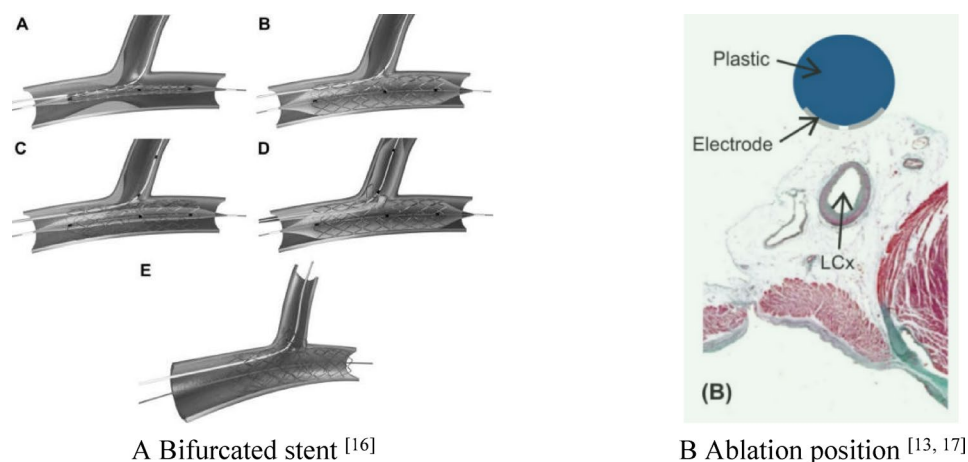 A
B
C
D
E
Plastic
Electrode
LCx
(B)
A Bifurcated stent [16]
B Ablation position [13, 17]